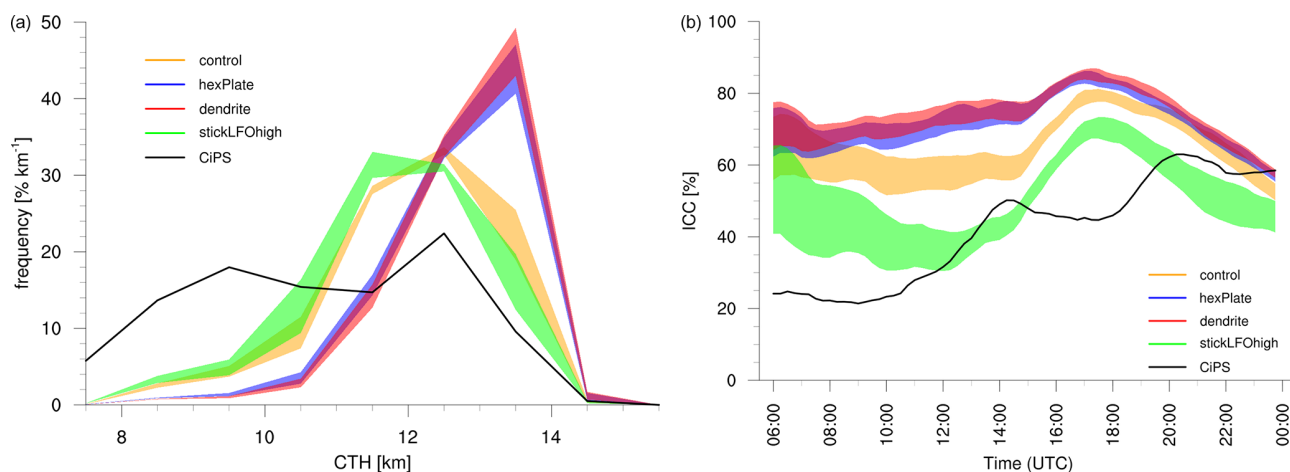 (a)
50
40
30
20
10
0
frequency [% km⁻¹]
control
hexPlate
dendrite
stickLFOhigh
CiPS
8
10
12
14
CTH [km]
(b)
100
80
60
40
20
0
ICC [%]
control
hexPlate
dendrite
stickLFOhigh
CiPS
06:00
08:00
10:00
12:00
14:00
16:00
18:00
20:00
22:00
00:00
Time (UTC)